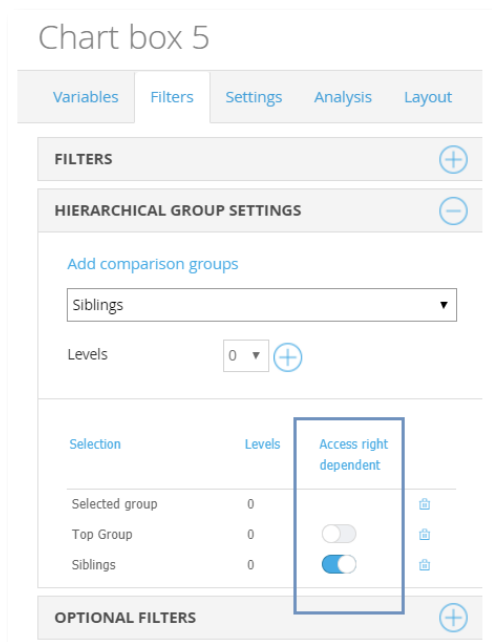 Chart box 5
Variables Filters Settings Analysis Layout
FILTERS
HIERARCHICAL GROUP SETTINGS
Add comparison groups
Siblings
Levels 0
Selection Levels Access right
dependent
Selected group 0
Top Group 0
Siblings 0
OPTIONAL FILTERS